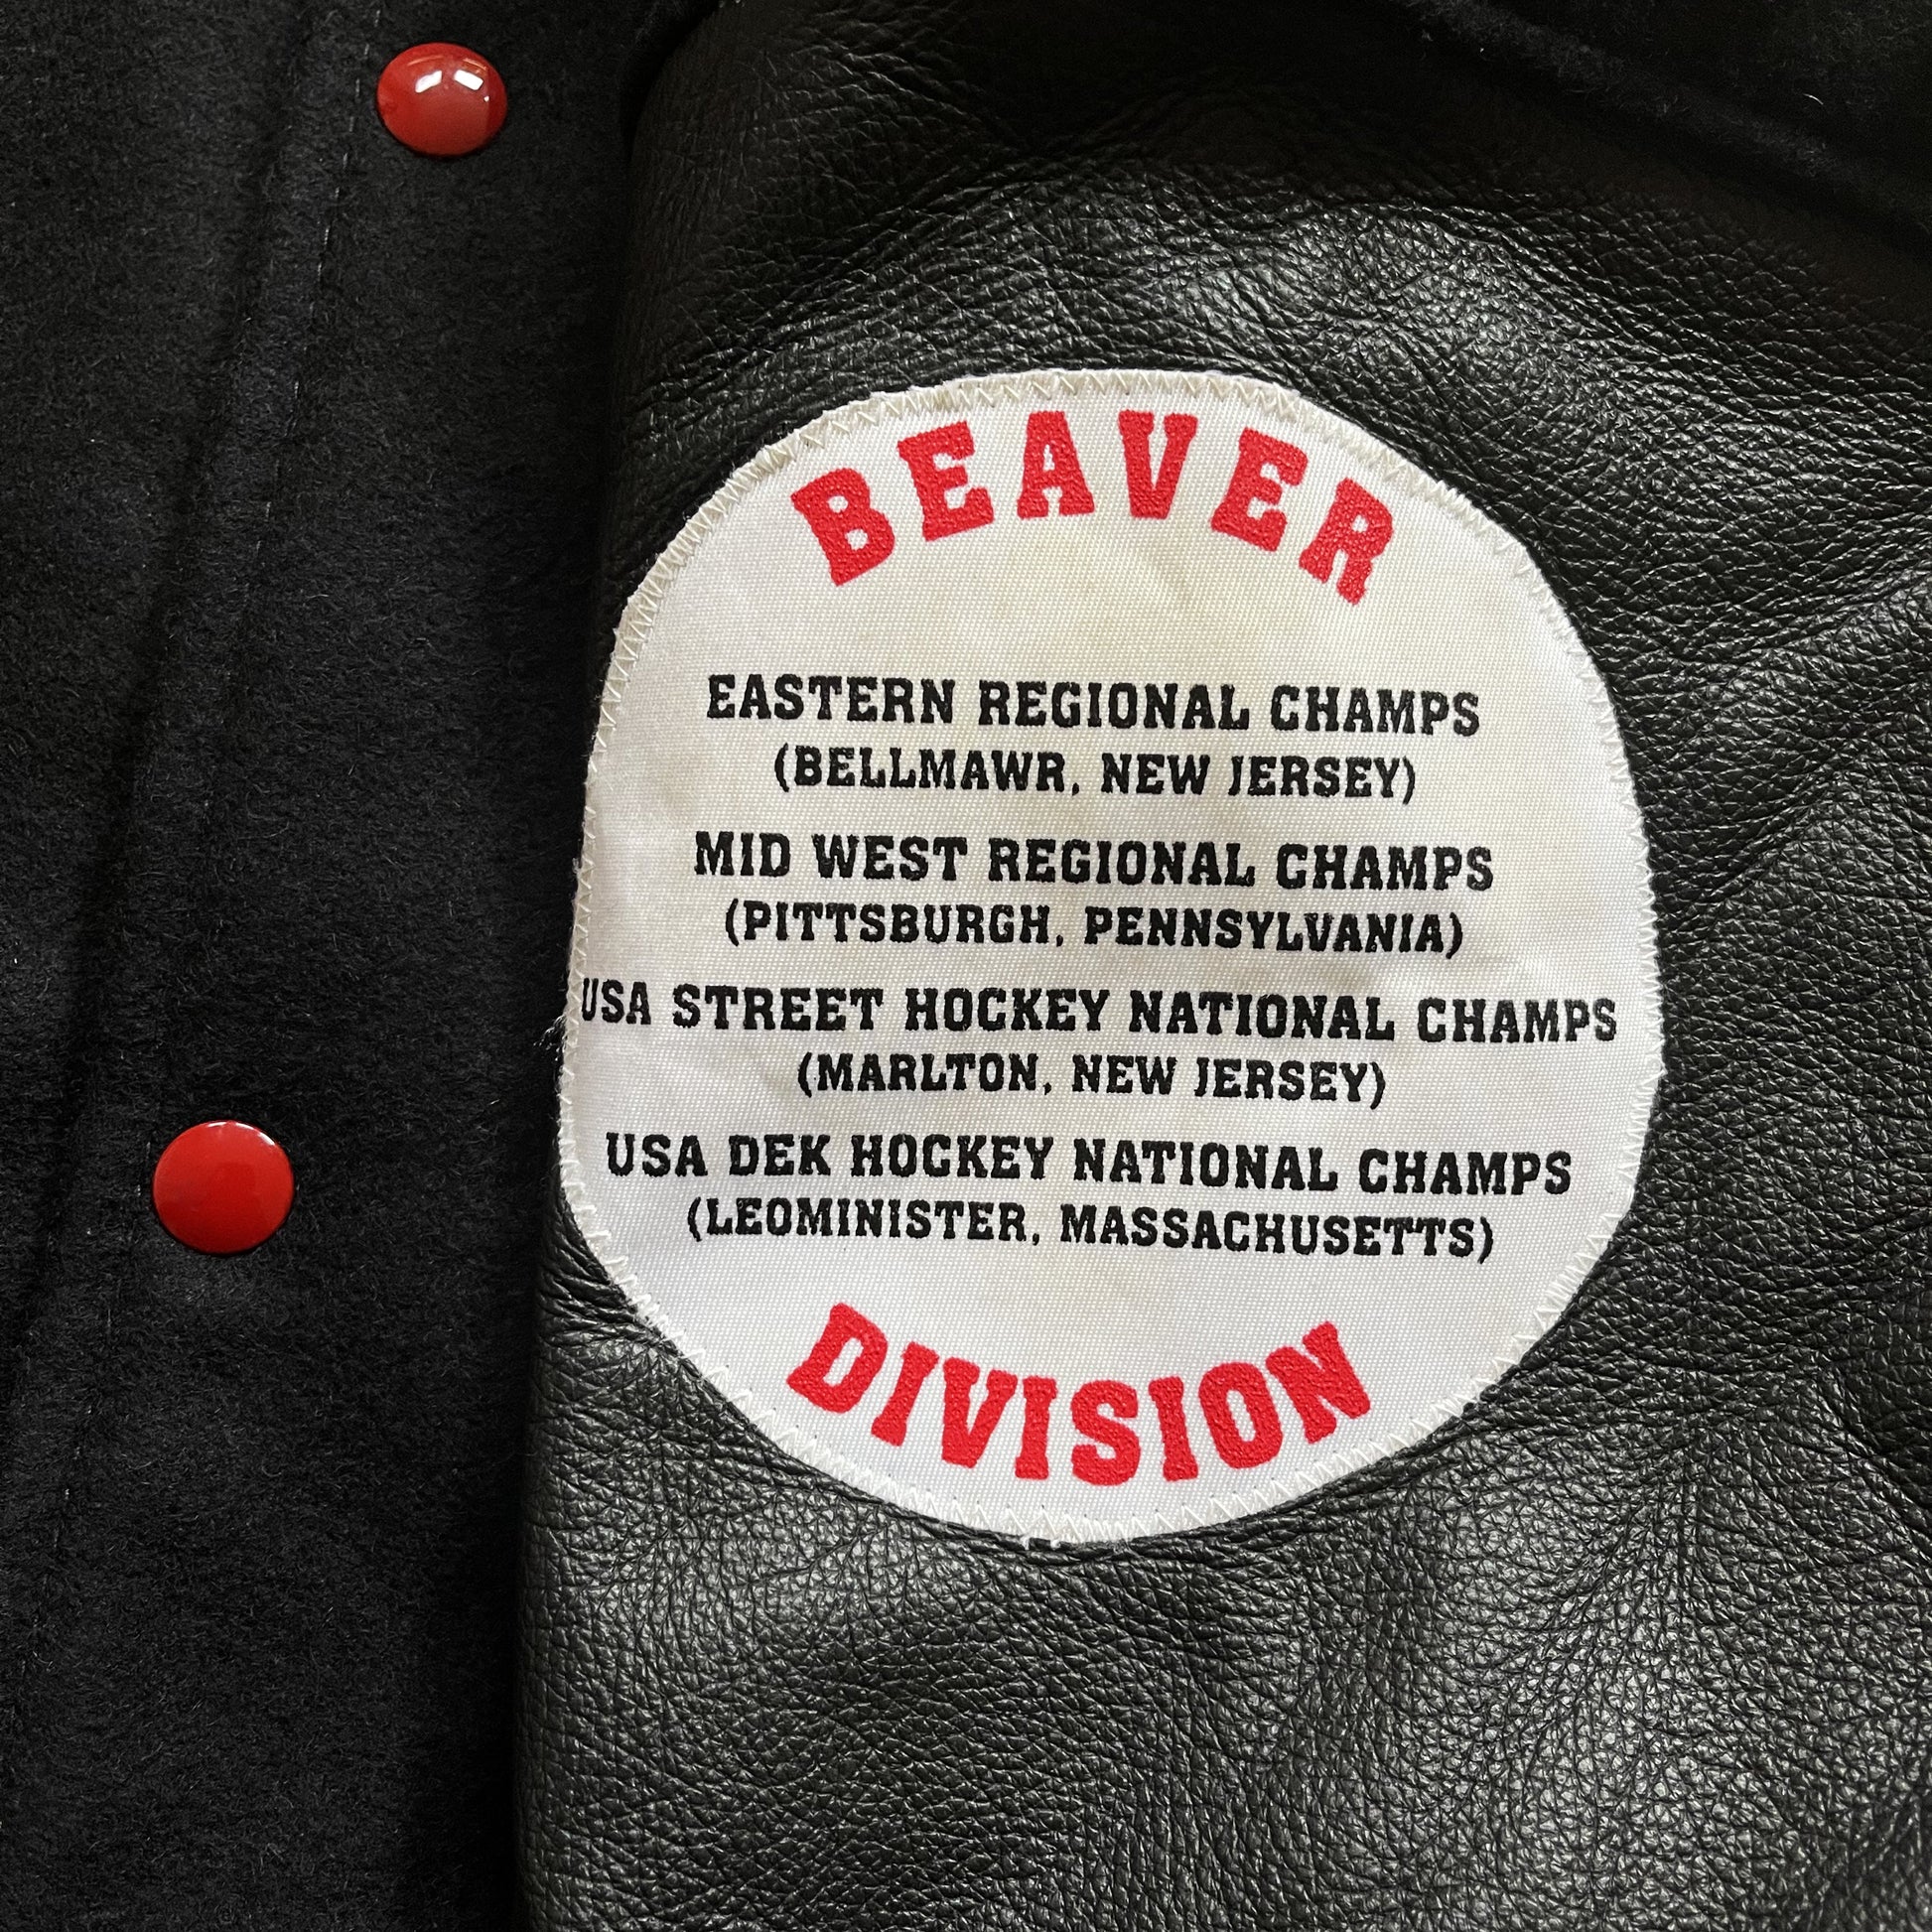 BEAVER
EASTERN REGIONAL CHAMPS
(BELLMAWR, NEW JERSEY)
MID WEST REGIONAL CHAMPS
(PITTSBURGH, PENNSYLVANIA)
USA STREET HOCKEY NATIONAL CHAMPS
(MARLTON, NEW JERSEY)
USA DEK HOCKEY NATIONAL CHAMPS
(LEOMINISTER, MASSACHUSETTS)
DIVISION